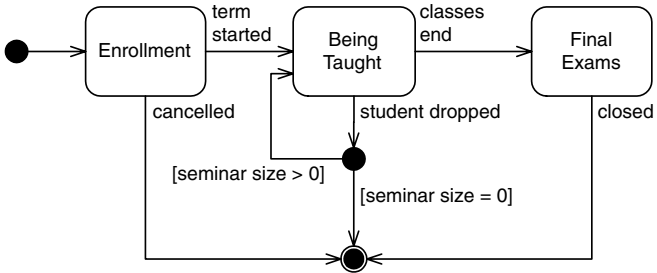 term
started
classes
end
Enrollment
Being
Taught
Final
Exams
cancelled
student dropped
closed
[seminar size > 0]
[seminar size = 0]